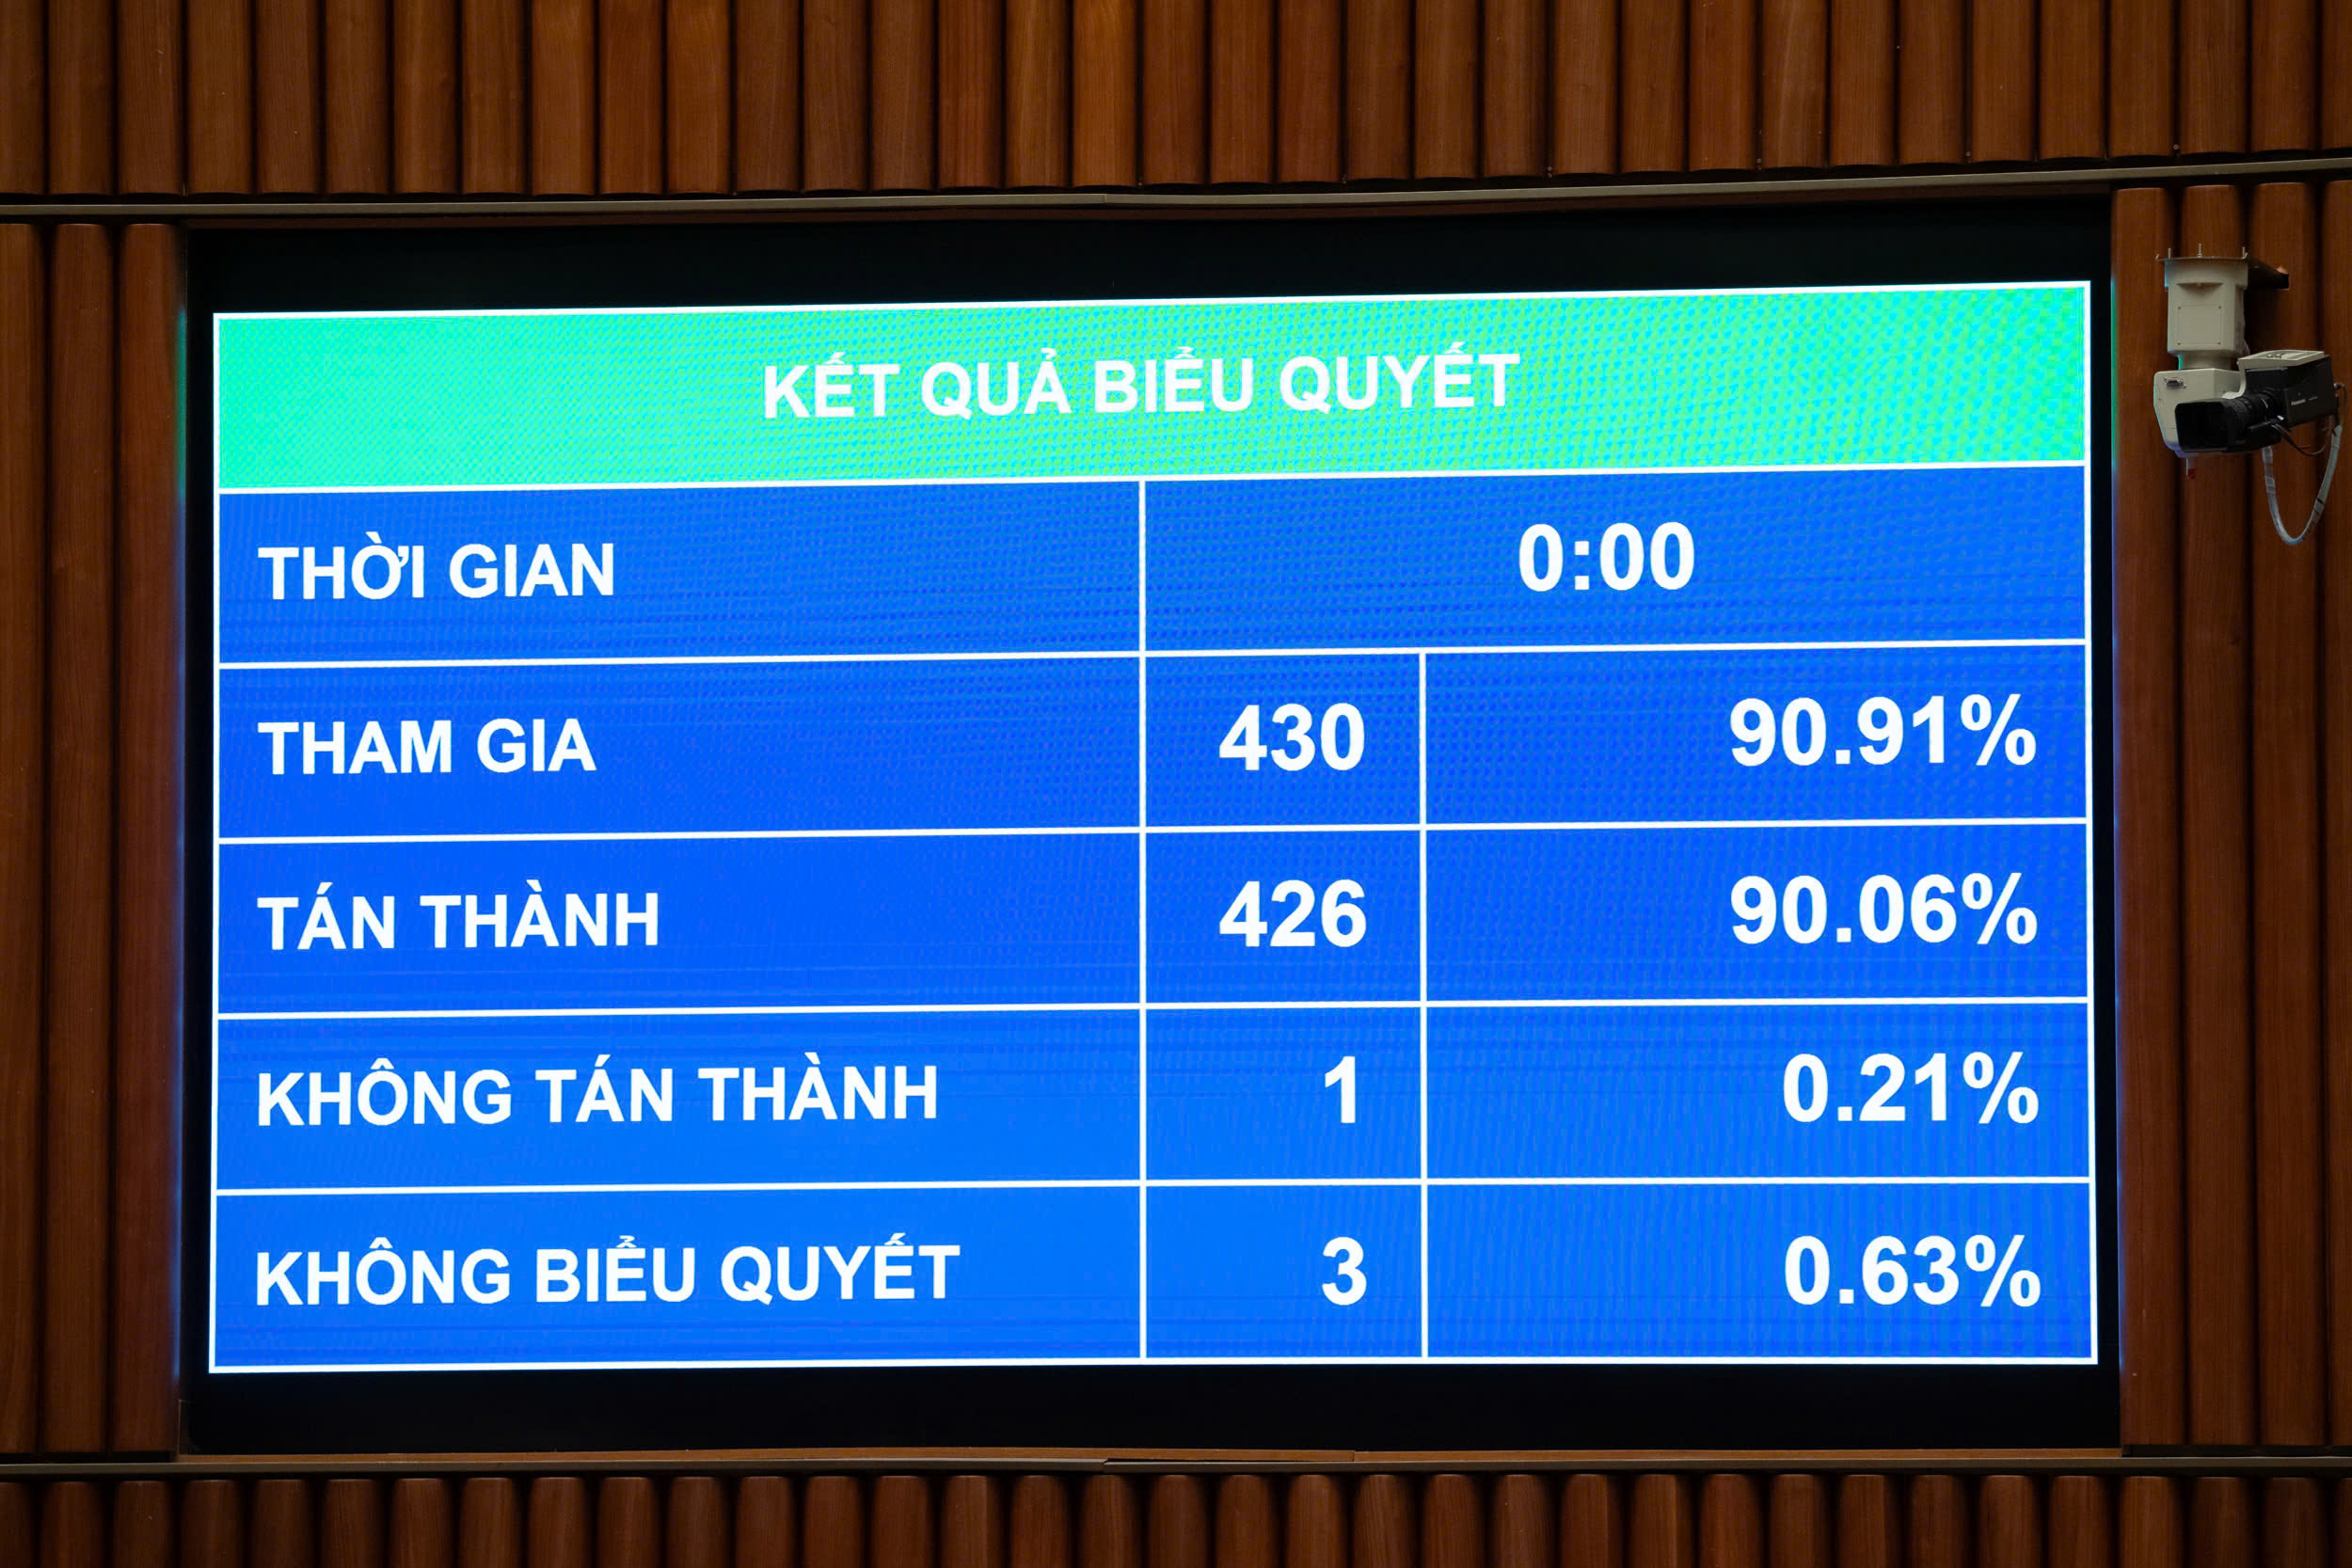 KẾT QUẢ BIỂU QUYẾT
THỜI GIAN 0:00
THAM GIA 430 90.91%
TÁN THÀNH 426 90.06%
KHÔNG TÁN THÀNH 1 0.21%
KHÔNG BIỂU QUYẾT 3 0.63%